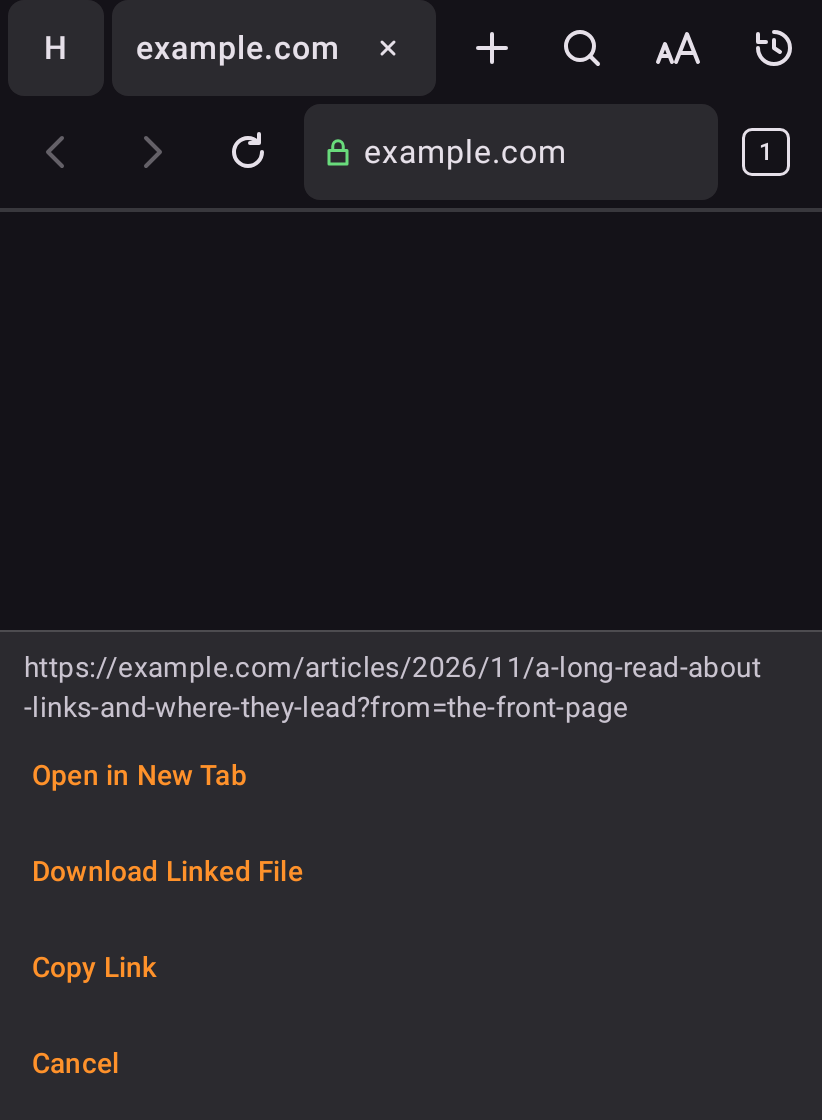 H
example.com
AA
example.com
1
https://example.com/articles/2026/11/a-long-read-about
-links-and-where-they-lead?from=the-front-page
Open in New Tab
Download Linked File
Copy Link
Cancel